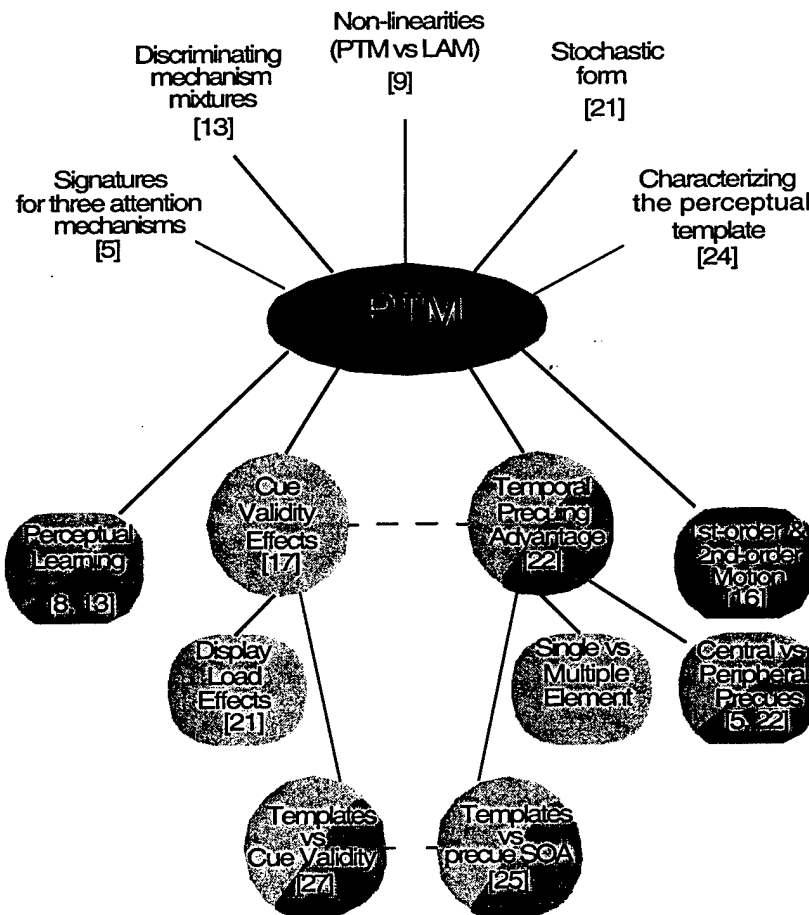 Non-linearities
(PTM vs LAM)
[9]
Discriminating
mechanism
mixtures
[13]
Stochastic
form
[21]
Signatures
for three attention
mechanisms
[5]
Characterizing
the perceptual
template
[24]
PTM
Cue
Validity
Effects
[17]
Temporal
Precuing
Advantage
[22]
Perceptual
Learning
[8, 13]
1st-order &
2nd-order
Motion
[16]
Display
Load
Effects
[21]
Single vs
Multiple
Element
Central vs
Peripheral
Precues
[5, 22]
Templates
vs
Cue Validity
[27]
Templates
vs
precue SOA
[25]